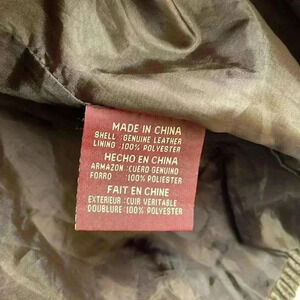 MADE IN CHINA
SHELL :GENUINE LEATHER
LINING :100% POLYESTER
HECHO EN CHINA
ARMAZON :CUERO GENUINO
FORRO :100% POLIESTER
FAIT EN CHINE
EXTERIEUR :CUIR VERITABLE
DOUBLURE :100% POLYESTER